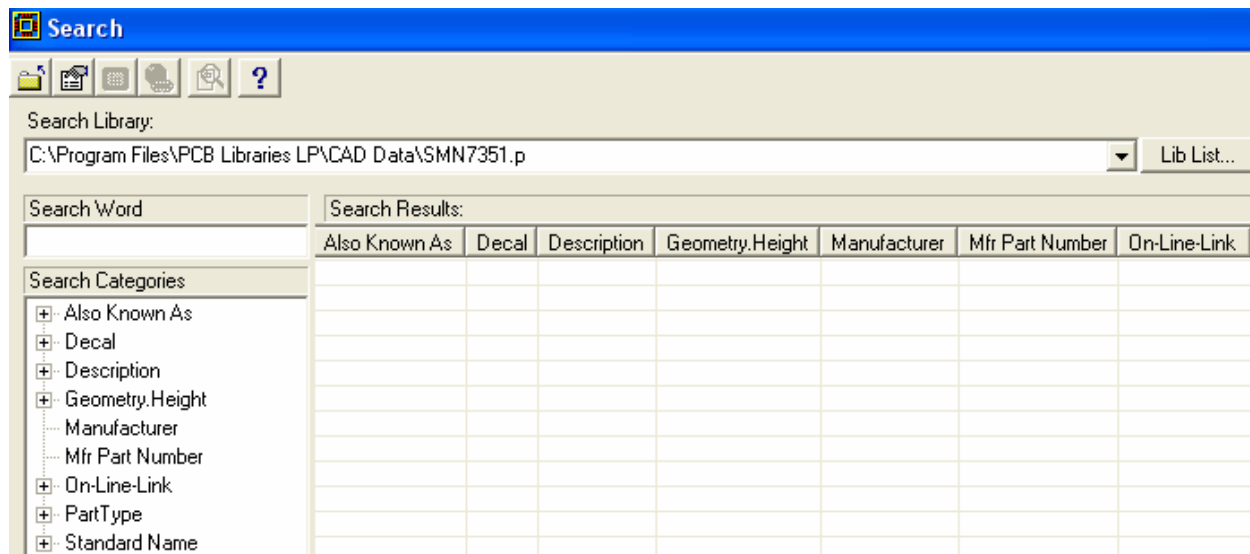 Search
?
Search Library:
C:\Program Files\PCB Libraries LP\CAD Data\SMN7351.p
Lib List...
Search Word
Search Results:
Also Known As Decal Description Geometry.Height Manufacturer Mfr Part Number On-Line-Link
Search Categories
Also Known As
Decal
Description
Geometry.Height
Manufacturer
Mfr Part Number
On-Line-Link
PartType
Standard Name